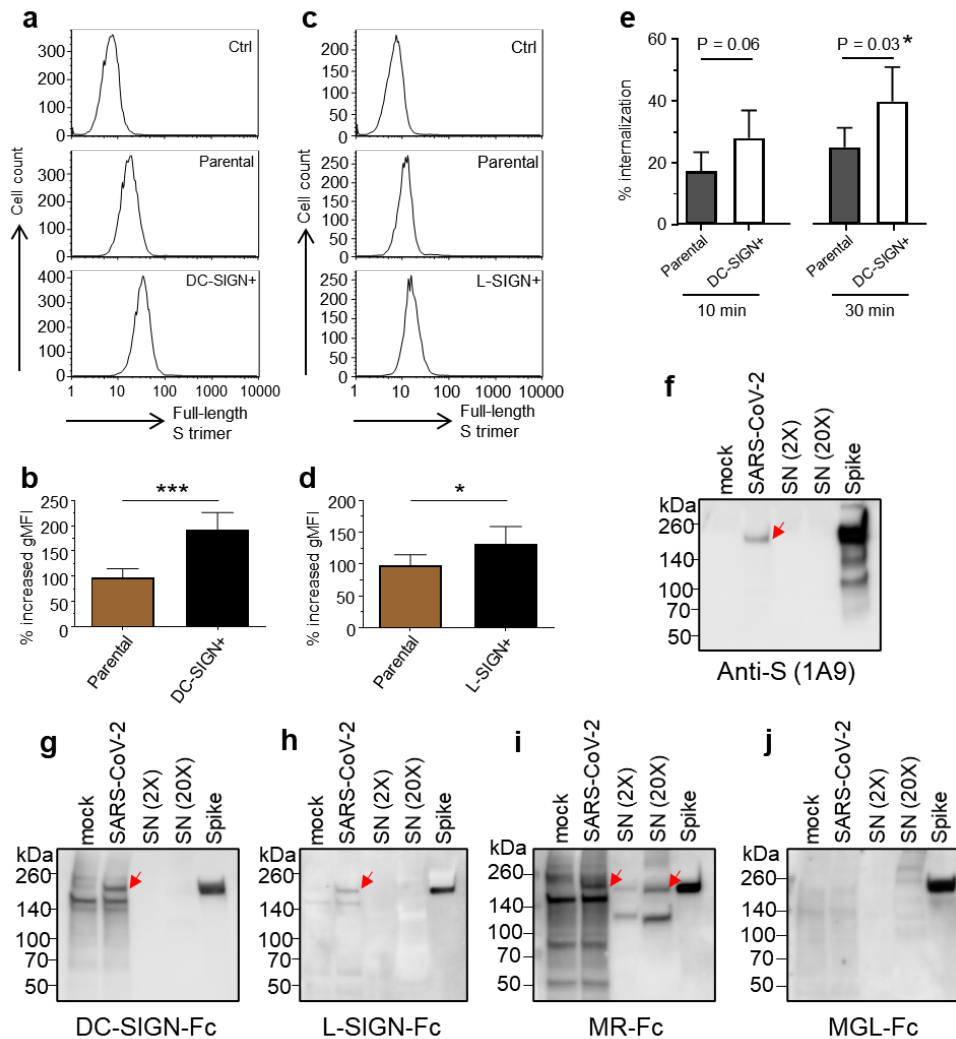 a
Ctrl
300
200
100
0
Parental
300
200
100
0
Cell count
DC-SIGN+
400
300
200
100
0
1 10 100 1000 10000
Full-length
S trimer
c
Ctrl
200
150
100
50
0
Parental
250
200
150
100
50
0
Cell count
L-SIGN+
250
200
150
100
50
0
1 10 100 1000 10000
Full-length
S trimer
e
% internalization
60
40
20
0
P = 0.06
P = 0.03 *
Parental
DC-SIGN+
Parental
DC-SIGN+
10 min
30 min
b
% increased gMFI
250
200
150
100
50
0
***
Parental
DC-SIGN+
d
% increased gMFI
200
150
100
50
0
*
Parental
L-SIGN+
f
mock
SARS-CoV-2
SN (2X)
SN (20X)
Spike
kDa
260
140
100
70
50
Anti-S (1A9)
g
mock
SARS-CoV-2
SN (2X)
SN (20X)
Spike
kDa
260
140
100
70
50
DC-SIGN-Fc
h
mock
SARS-CoV-2
SN (2X)
SN (20X)
Spike
kDa
260
140
100
70
50
L-SIGN-Fc
i
mock
SARS-CoV-2
SN (2X)
SN (20X)
Spike
kDa
260
140
100
70
50
MR-Fc
j
mock
SARS-CoV-2
SN (2X)
SN (20X)
Spike
kDa
260
140
100
70
50
MGL-Fc